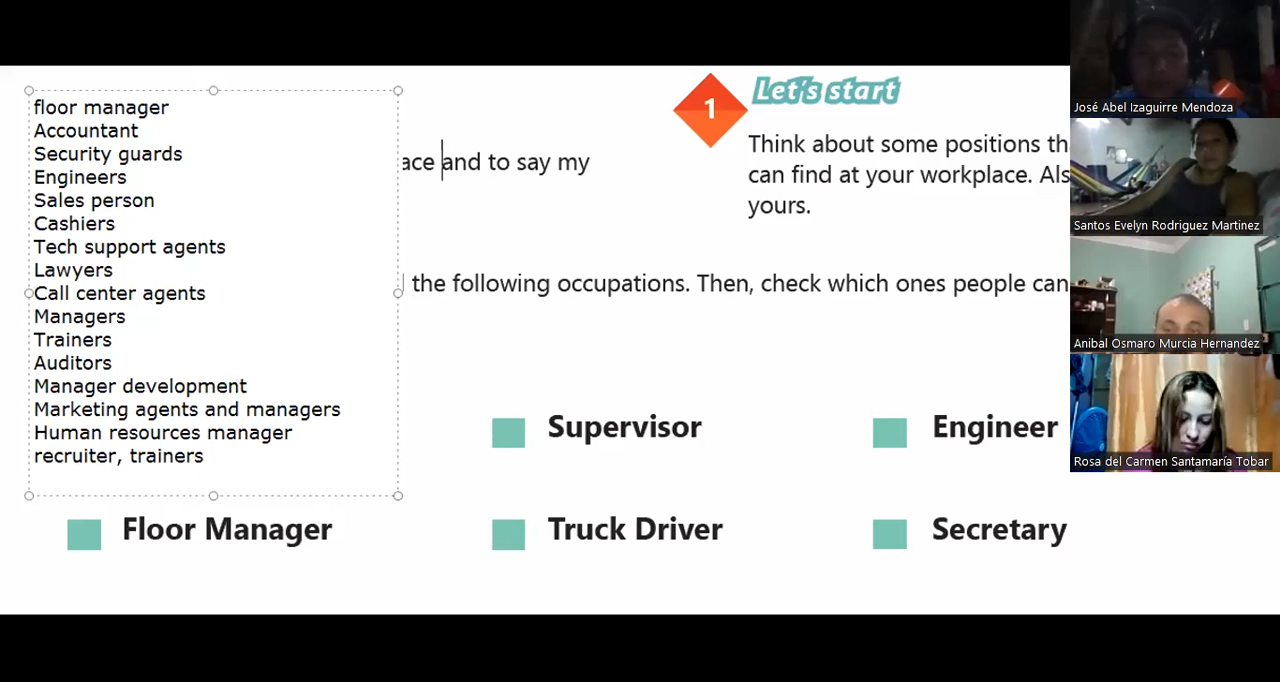 floor manager
Accountant
Security guards
Engineers
Sales person
Cashiers
Tech support agents
Lawyers
Call center agents
Managers
Trainers
Auditors
Manager development
Marketing agents and managers
Human resources manager
recruiter, trainers
ace and to say my
1
Let's start
Think about some positions th
can find at your workplace. Als
yours.
the following occupations. Then, check which ones people can
Supervisor
Engineer
Floor Manager
Truck Driver
Secretary
José Abel Izaguirre Mendoza
Santos Evelyn Rodriguez Martinez
Anibal Osmaro Murcia Hernandez
Rosa del Carmen Santamaría Tobar